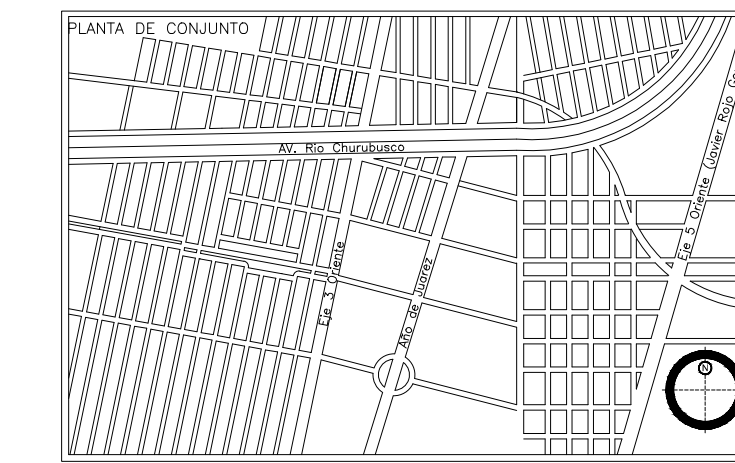 PLANTA DE CONJUNTO
AV. Rio Churubusco
Eje 3 Oriente
Año de Juarez
Eje 5 Oriente (Javier Rojo
N